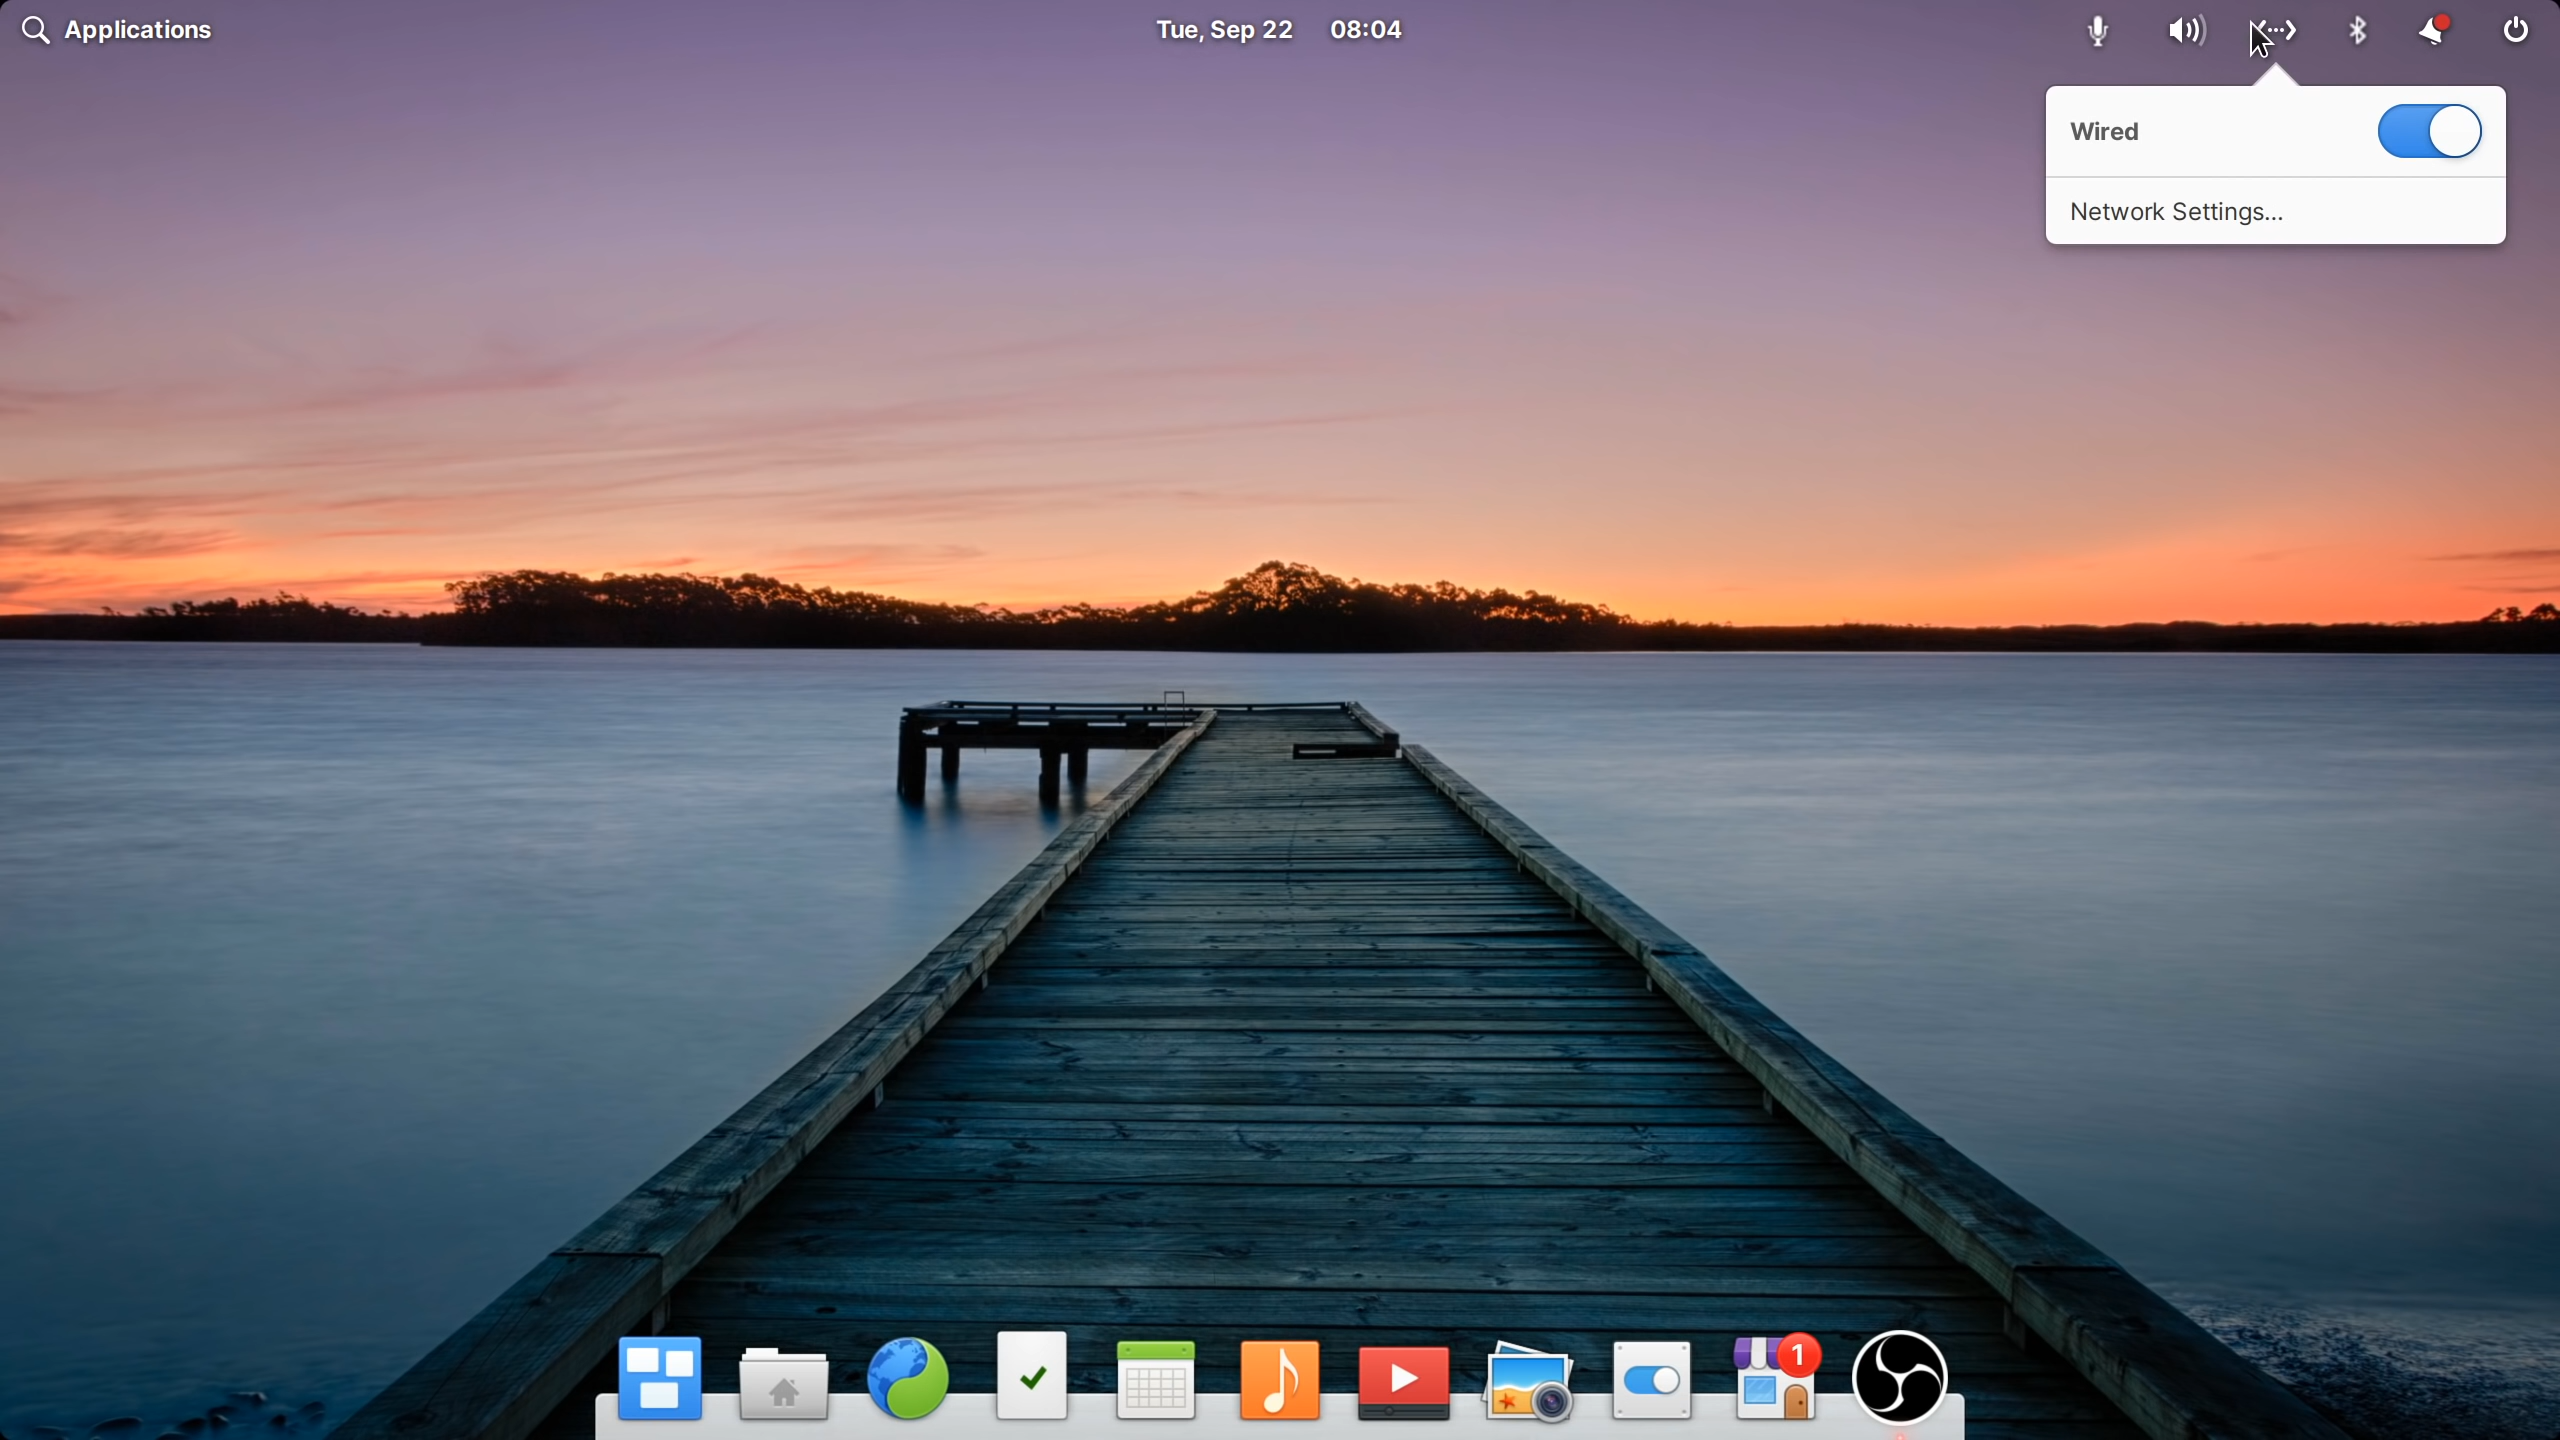 Applications
Tue, Sep 22 08:04
Wired
Network Settings...
1